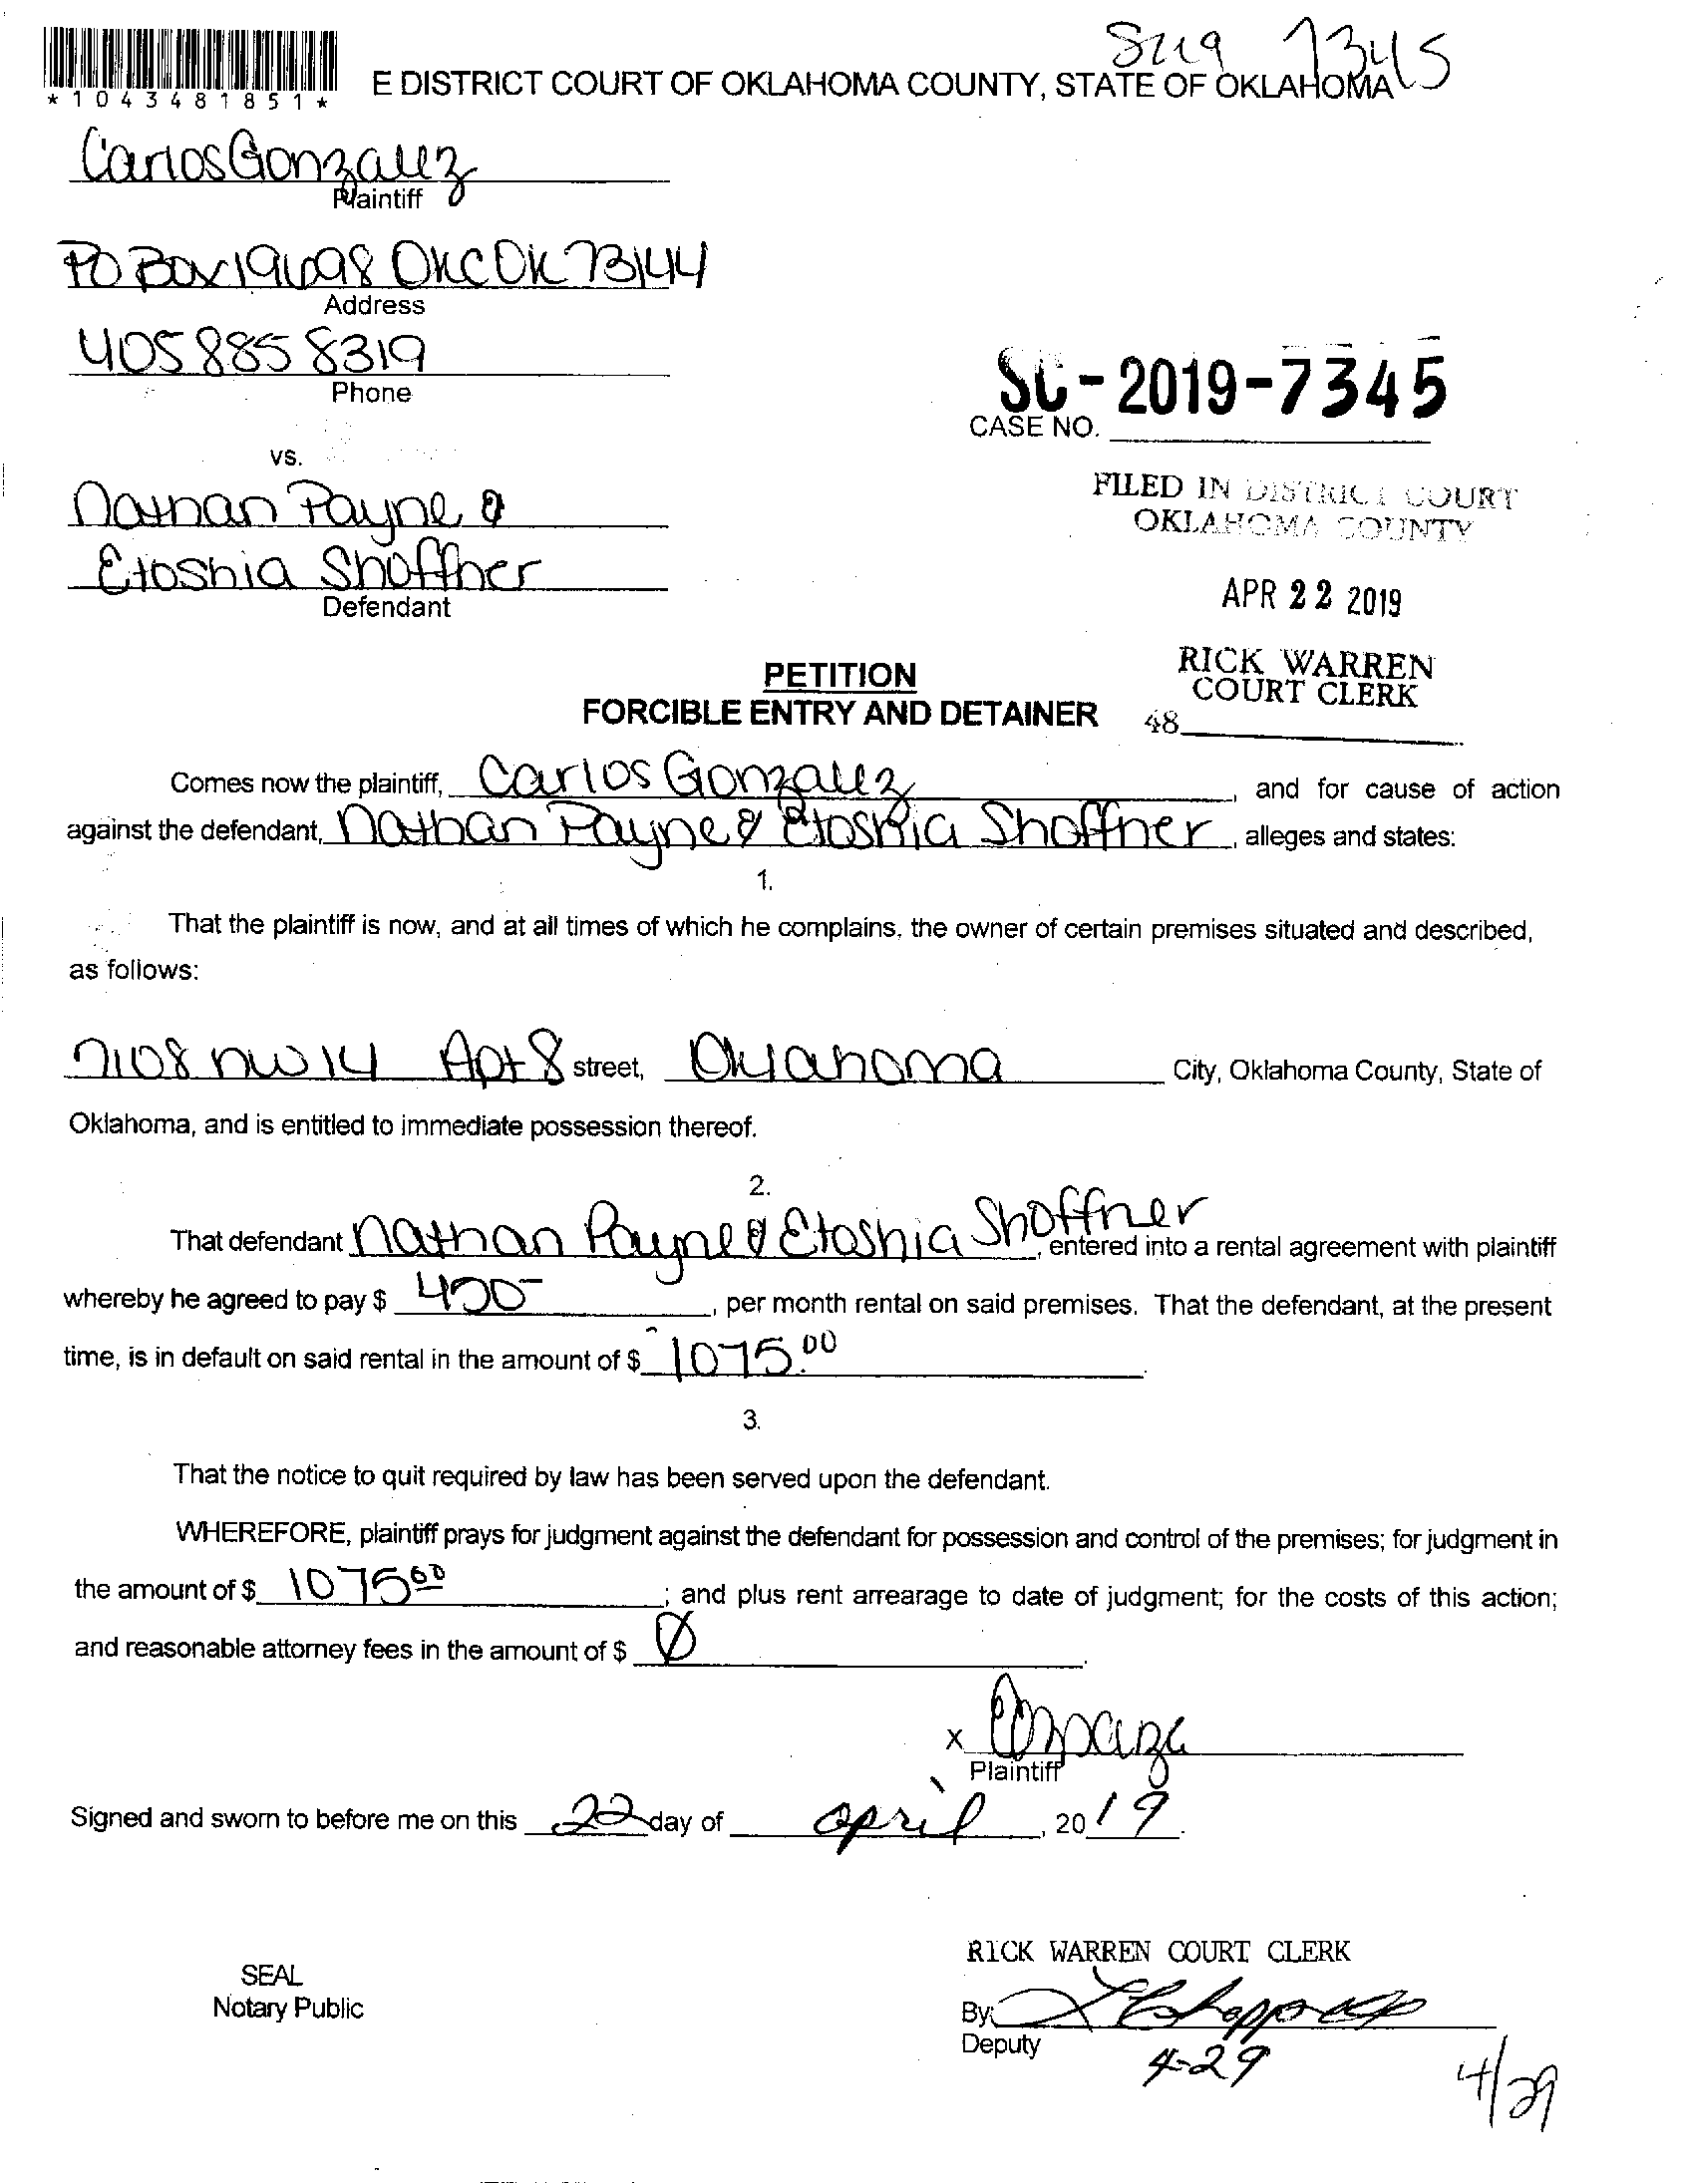 SC19 7345
*1043481851*
E DISTRICT COURT OF OKLAHOMA COUNTY, STATE OF OKLAHOMA
Carlos Gonzalez
Plaintiff
PO Box 19698 OKC OK 73144
Address
405 885 8319
Phone
SC-2019-7345
CASE NO.
vs.
FILED IN DISTRICT COURT
OKLAHOMA COUNTY
Nathan Payne &
Etoshia Shoffner
Defendant
APR 22 2019
RICK WARREN
COURT CLERK
48
PETITION
FORCIBLE ENTRY AND DETAINER
Comes now the plaintiff, Carlos Gonzalez, and for cause of action
against the defendant, Nathan Payne & Etoshia Shoffner, alleges and states:
1.
That the plaintiff is now, and at all times of which he complains, the owner of certain premises situated and described,
as follows:
7108 NW 14 Apt 8 street, Oklahoma City, Oklahoma County, State of
Oklahoma, and is entitled to immediate possession thereof.
2.
That defendant Nathan Payne & Etoshia Shoffner, entered into a rental agreement with plaintiff
whereby he agreed to pay $, per month rental on said premises. That the defendant, at the present
time, is in default on said rental in the amount of $ 1075.00.
3.
That the notice to quit required by law has been served upon the defendant.
WHEREFORE, plaintiff prays for judgment against the defendant for possession and control of the premises; for judgment in
the amount of $ 1075 00; and plus rent arrearage to date of judgment; for the costs of this action;
and reasonable attorney fees in the amount of $ Ø.
X
Plaintiff
Signed and sworn to before me on this 22 day of april, 2019.
RICK WARREN COURT CLERK
SEAL
Notary Public
By:
Deputy
4-29
4/29